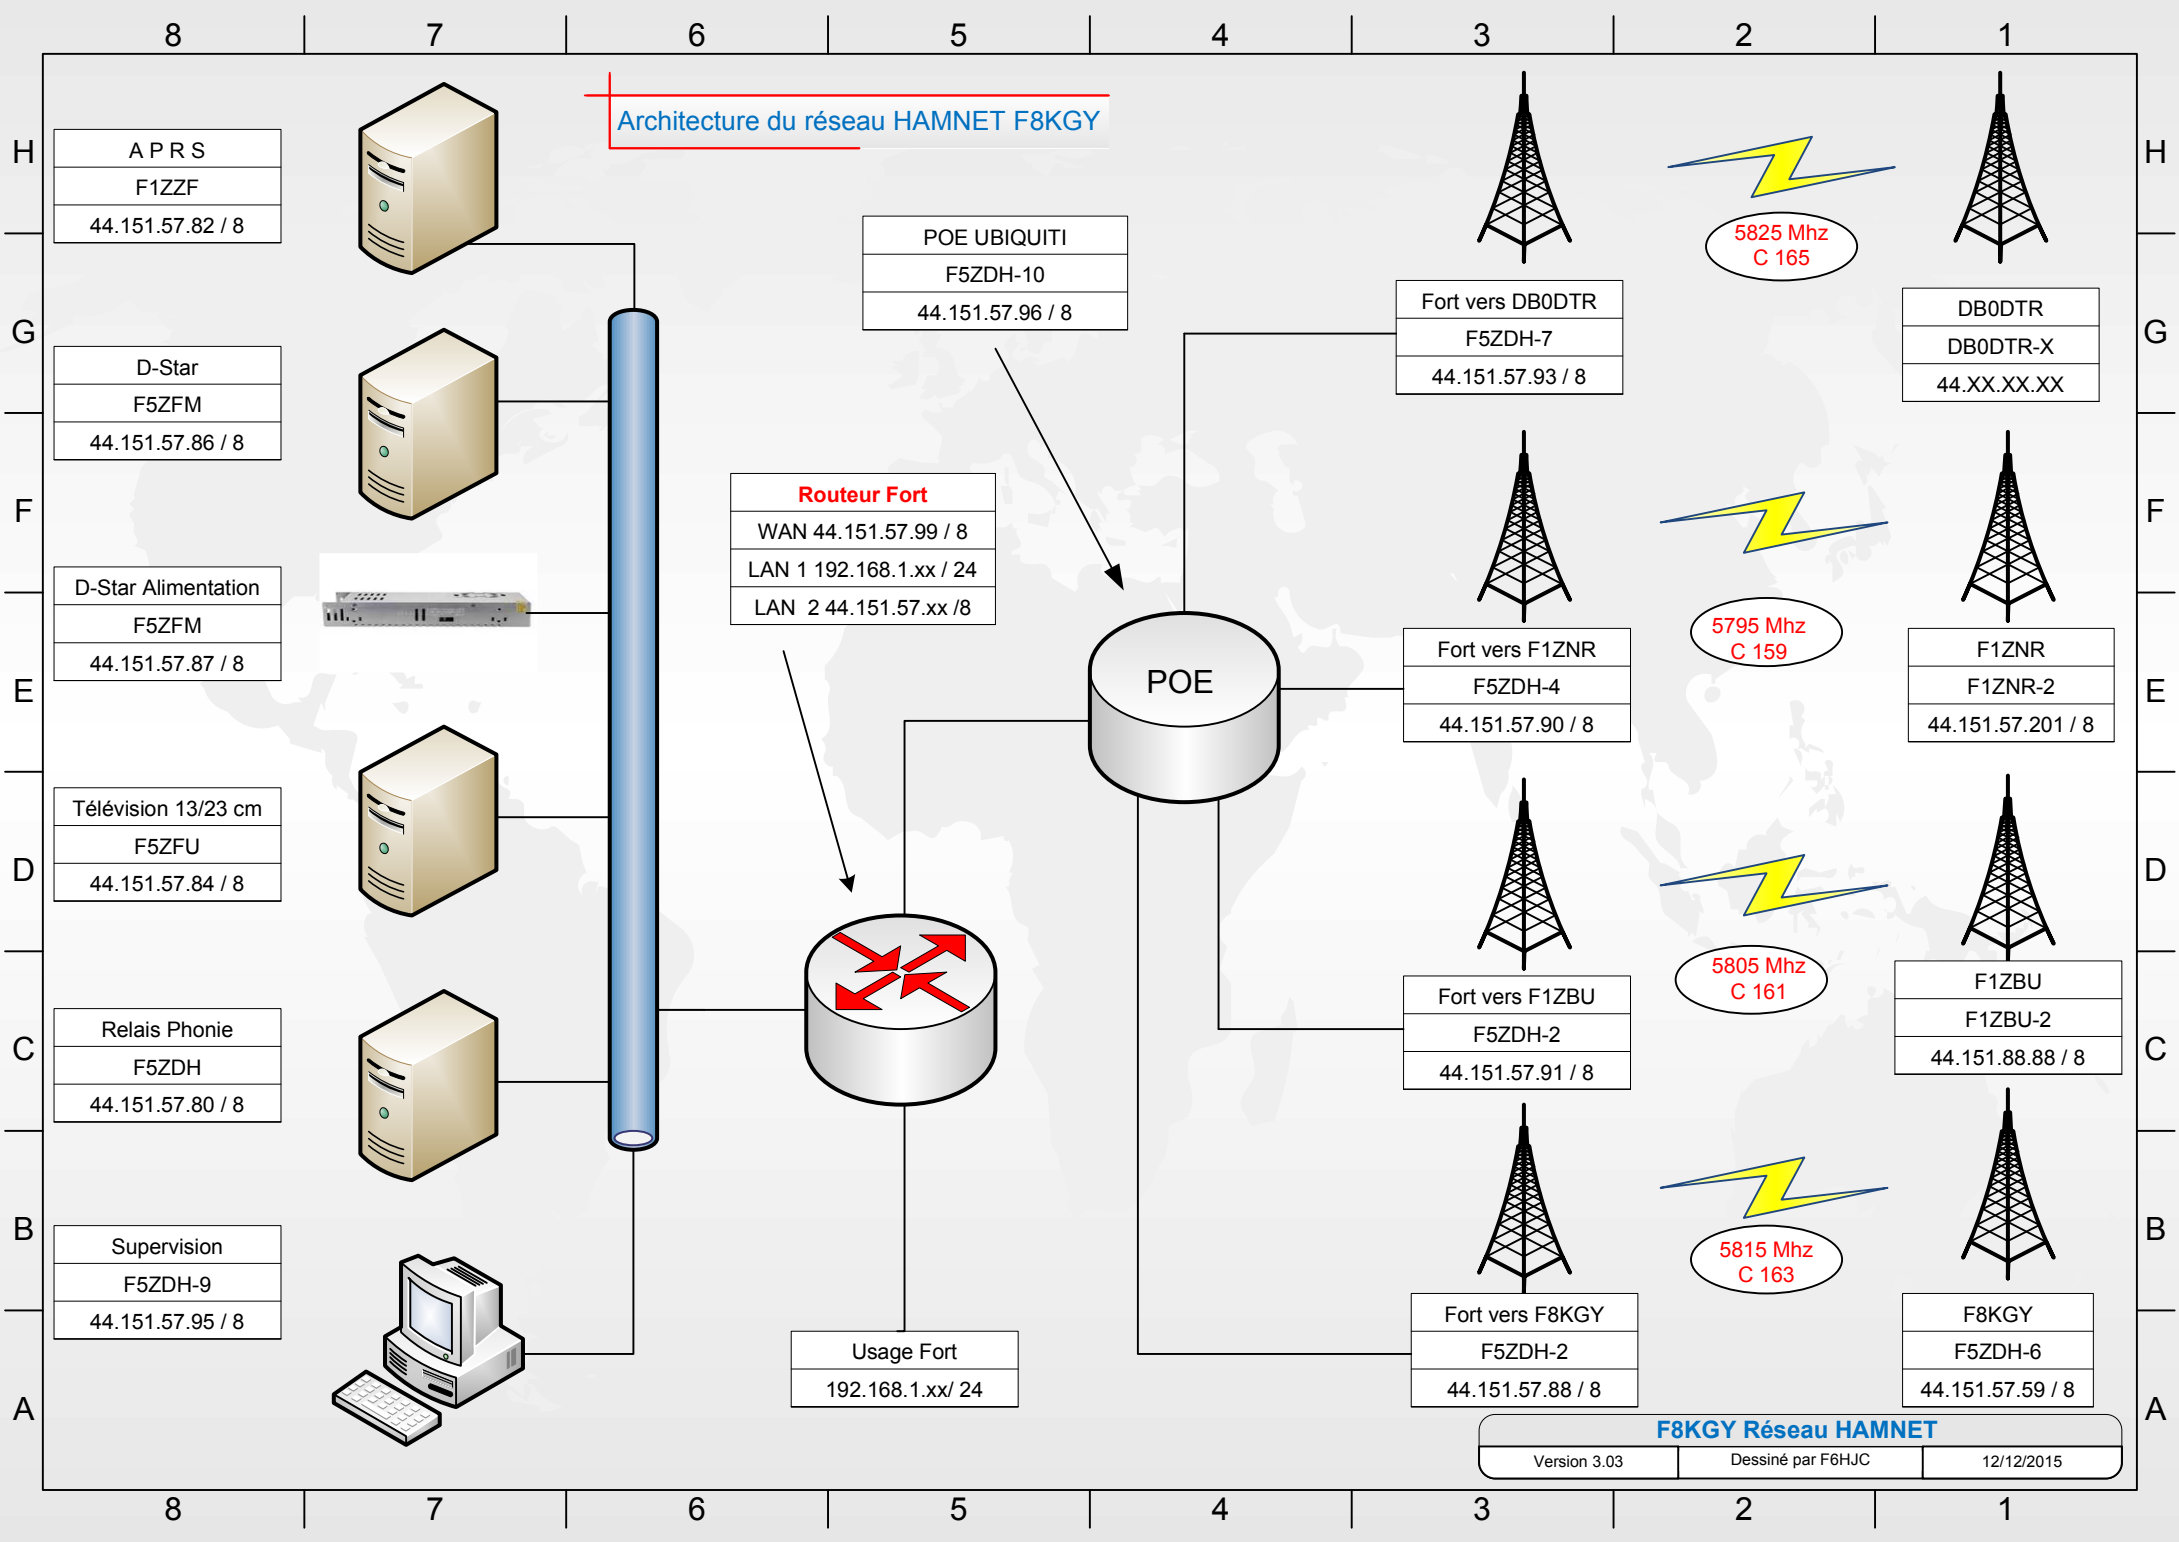 8 7 6 5 4 3 2 1
Architecture du réseau HAMNET F8KGY
H
H
A P R S
F1ZZF
44.151.57.82 / 8
POE UBIQUITI
F5ZDH-10
44.151.57.96 / 8
5825 Mhz
C 165
Fort vers DB0DTR
F5ZDH-7
44.151.57.93 / 8
DB0DTR
DB0DTR-X
44.XX.XX.XX
G
G
D-Star
F5ZFM
44.151.57.86 / 8
F
F
Routeur Fort
WAN 44.151.57.99 / 8
LAN 1 192.168.1.xx / 24
LAN 2 44.151.57.xx /8
D-Star Alimentation
F5ZFM
44.151.57.87 / 8
POE
5795 Mhz
C 159
Fort vers F1ZNR
F5ZDH-4
44.151.57.90 / 8
F1ZNR
F1ZNR-2
44.151.57.201 / 8
E
E
Télévision 13/23 cm
F5ZFU
44.151.57.84 / 8
D
D
5805 Mhz
C 161
Fort vers F1ZBU
F5ZDH-2
44.151.57.91 / 8
F1ZBU
F1ZBU-2
44.151.88.88 / 8
Relais Phonie
F5ZDH
44.151.57.80 / 8
C
C
B
B
Supervision
F5ZDH-9
44.151.57.95 / 8
5815 Mhz
C 163
Usage Fort
192.168.1.xx/ 24
Fort vers F8KGY
F5ZDH-2
44.151.57.88 / 8
F8KGY
F5ZDH-6
44.151.57.59 / 8
A
A
F8KGY Réseau HAMNET
Version 3.03
Dessiné par F6HJC
12/12/2015
8 7 6 5 4 3 2 1